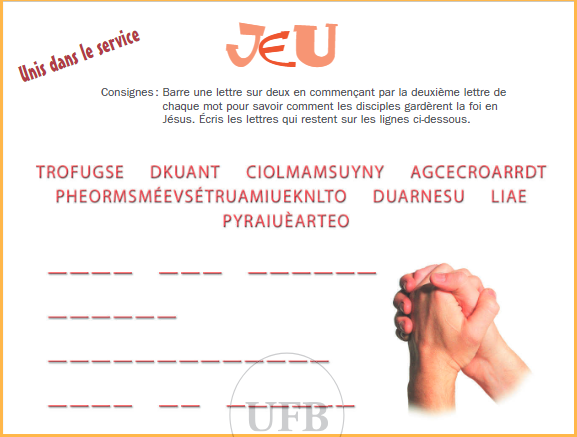 Unis dans le service
JEU
Consignes : Barre une lettre sur deux en commençant par la deuxième lettre de
chaque mot pour savoir comment les disciples gardèrent la foi en
Jésus. Écris les lettres qui restent sur les lignes ci-dessous.
TROFUGSE DKUANT CIOLMAMSUYNY AGCECROARRDT
PHEORMSMÉEVSÉTRUAMIUEKNLTO DUARNESU LIAE
PYRAIUÈARTEO
UFB